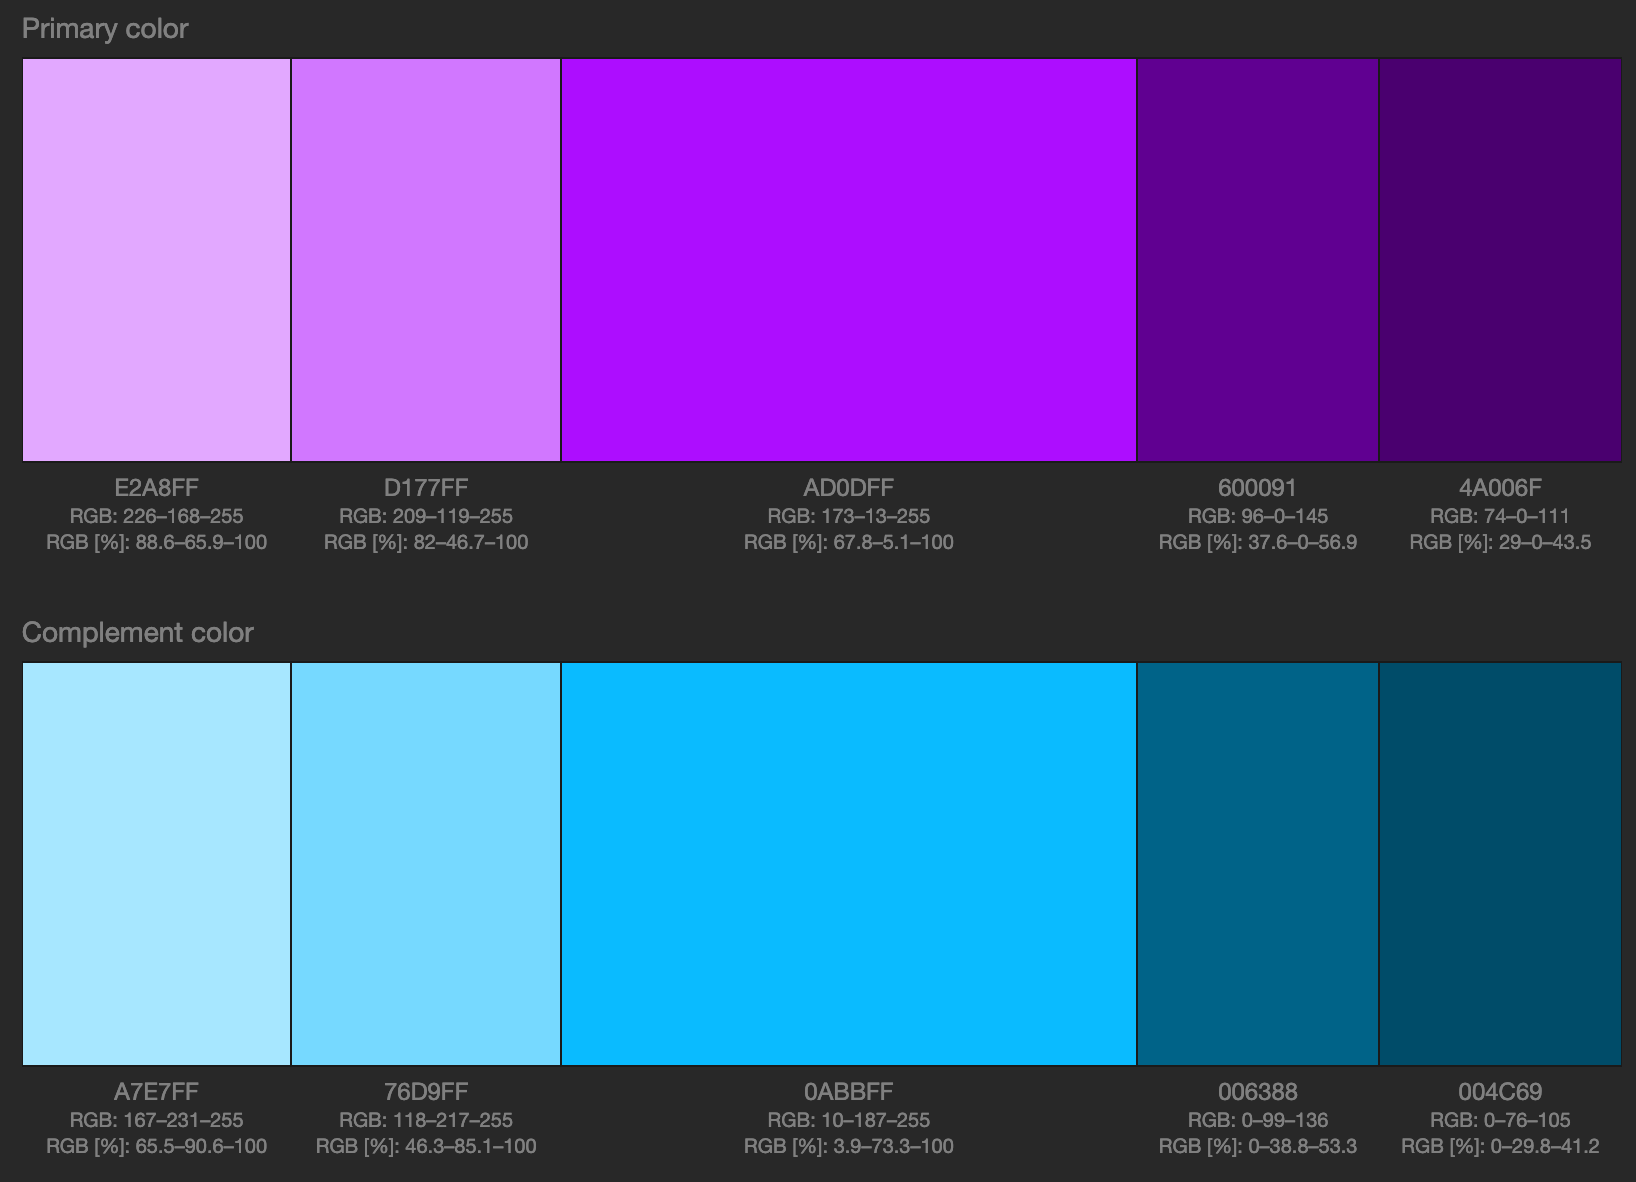 Primary color
E2A8FF
RGB: 226–168–255
RGB [%]: 88.6–65.9–100
D177FF
RGB: 209–119–255
RGB [%]: 82–46.7–100
AD0DFF
RGB: 173–13–255
RGB [%]: 67.8–5.1–100
600091
RGB: 96–0–145
RGB [%]: 37.6–0–56.9
4A006F
RGB: 74–0–111
RGB [%]: 29–0–43.5
Complement color
A7E7FF
RGB: 167–231–255
RGB [%]: 65.5–90.6–100
76D9FF
RGB: 118–217–255
RGB [%]: 46.3–85.1–100
0ABBFF
RGB: 10–187–255
RGB [%]: 3.9–73.3–100
006388
RGB: 0–99–136
RGB [%]: 0–38.8–53.3
004C69
RGB: 0–76–105
RGB [%]: 0–29.8–41.2